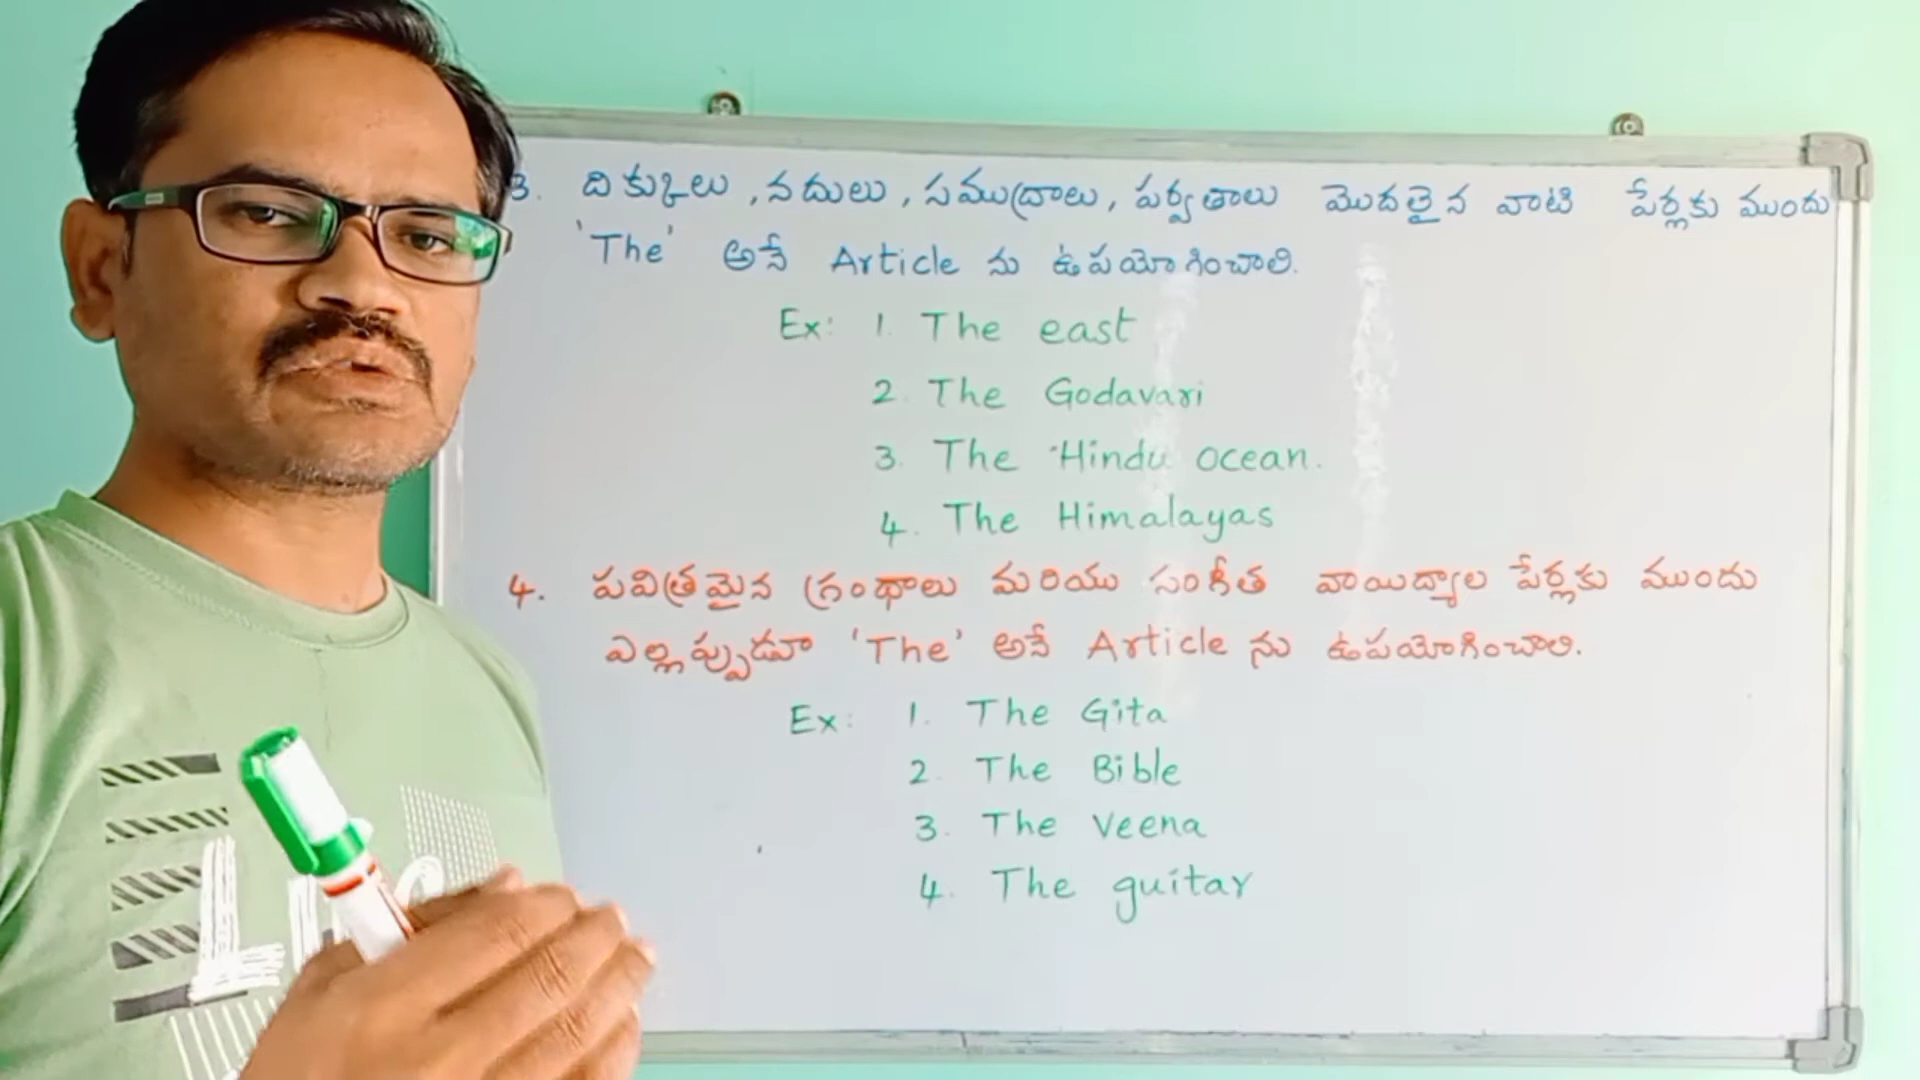 3. దిక్కులు, నదులు, సముద్రాలు, పర్వతాలు మొదలైన వాటి పేర్లకు ముందు
'The' అనే Article ను ఉపయోగించాలి.
Ex: 1. The east
2. The Godavari
3. The Hindu ocean.
4. The Himalayas
4. పవిత్రమైన గ్రంథాలు మరియు సంగీత వాయిద్యాల పేర్లకు ముందు
ఎల్లప్పుడూ 'The' అనే Article ను ఉపయోగించాలి.
Ex: 1. The Gita
2. The Bible
3. The Veena
4. The guitar